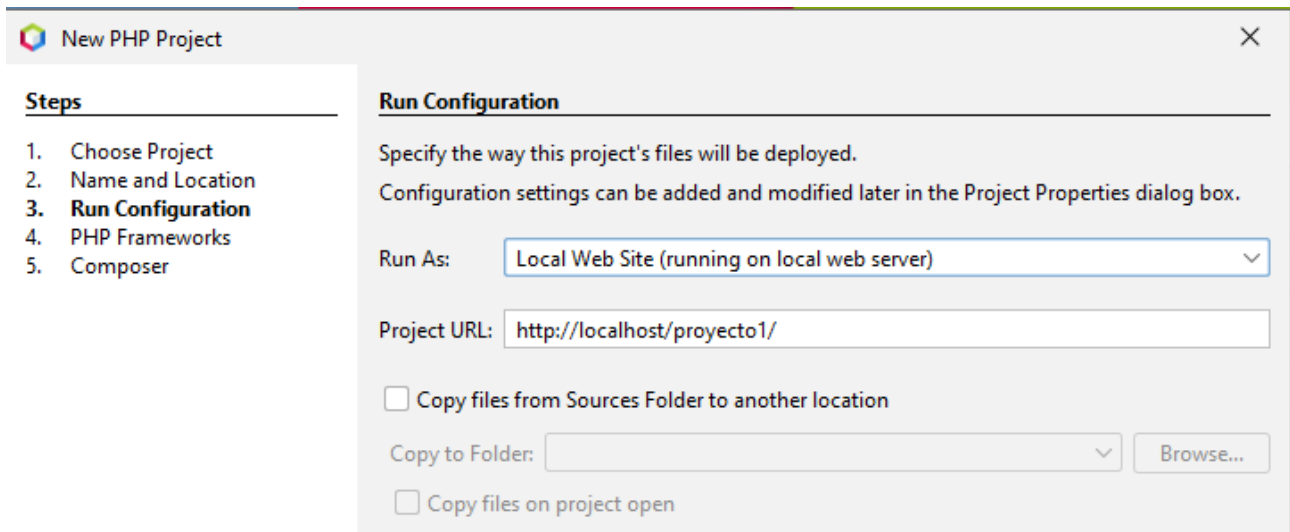 New PHP Project
Steps
1. Choose Project
2. Name and Location
3. Run Configuration
4. PHP Frameworks
5. Composer
Run Configuration
Specify the way this project's files will be deployed.
Configuration settings can be added and modified later in the Project Properties dialog box.
Run As: Local Web Site (running on local web server)
Project URL: http://localhost/proyecto1/
Copy files from Sources Folder to another location
Copy to Folder: Browse...
Copy files on project open